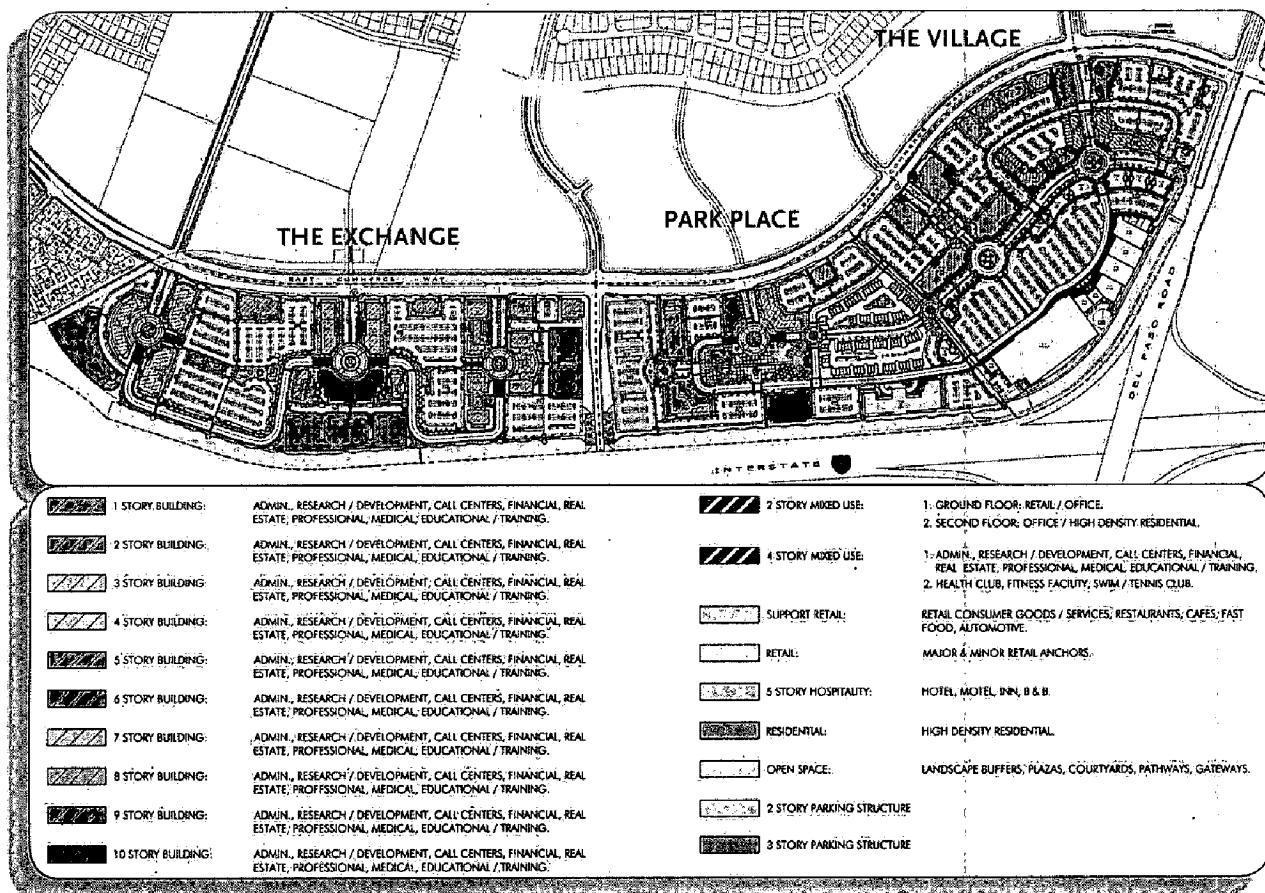 THE VILLAGE
PARK PLACE
THE EXCHANGE
EAST
WAY
DEL PASO ROAD
INTERSTATE
1 STORY BUILDING: ADMIN., RESEARCH / DEVELOPMENT, CALL CENTERS, FINANCIAL, REAL
ESTATE, PROFESSIONAL, MEDICAL, EDUCATIONAL / TRAINING.
2 STORY BUILDING: ADMIN., RESEARCH / DEVELOPMENT, CALL CENTERS, FINANCIAL, REAL
ESTATE, PROFESSIONAL, MEDICAL, EDUCATIONAL / TRAINING.
3 STORY BUILDING: ADMIN., RESEARCH / DEVELOPMENT, CALL CENTERS, FINANCIAL, REAL
ESTATE, PROFESSIONAL, MEDICAL, EDUCATIONAL / TRAINING.
4 STORY BUILDING: ADMIN., RESEARCH / DEVELOPMENT, CALL CENTERS, FINANCIAL, REAL
ESTATE, PROFESSIONAL, MEDICAL, EDUCATIONAL / TRAINING.
5 STORY BUILDING: ADMIN., RESEARCH / DEVELOPMENT, CALL CENTERS, FINANCIAL, REAL
ESTATE, PROFESSIONAL, MEDICAL, EDUCATIONAL / TRAINING.
6 STORY BUILDING: ADMIN., RESEARCH / DEVELOPMENT, CALL CENTERS, FINANCIAL, REAL
ESTATE, PROFESSIONAL, MEDICAL, EDUCATIONAL / TRAINING.
7 STORY BUILDING: ADMIN., RESEARCH / DEVELOPMENT, CALL CENTERS, FINANCIAL, REAL
ESTATE, PROFESSIONAL, MEDICAL, EDUCATIONAL / TRAINING.
8 STORY BUILDING: ADMIN., RESEARCH / DEVELOPMENT, CALL CENTERS, FINANCIAL, REAL
ESTATE, PROFESSIONAL, MEDICAL, EDUCATIONAL / TRAINING.
9 STORY BUILDING: ADMIN., RESEARCH / DEVELOPMENT, CALL CENTERS, FINANCIAL, REAL
ESTATE, PROFESSIONAL, MEDICAL, EDUCATIONAL / TRAINING.
10 STORY BUILDING: ADMIN., RESEARCH / DEVELOPMENT, CALL CENTERS, FINANCIAL, REAL
ESTATE, PROFESSIONAL, MEDICAL, EDUCATIONAL / TRAINING.
2 STORY MIXED USE: 1. GROUND FLOOR: RETAIL / OFFICE.
2. SECOND FLOOR: OFFICE / HIGH DENSITY RESIDENTIAL.
4 STORY MIXED USE: 1. ADMIN., RESEARCH / DEVELOPMENT, CALL CENTERS, FINANCIAL,
REAL ESTATE, PROFESSIONAL, MEDICAL, EDUCATIONAL / TRAINING.
2. HEALTH CLUB, FITNESS FACILITY, SWIM / TENNIS CLUB.
SUPPORT RETAIL: RETAIL CONSUMER GOODS / SERVICES, RESTAURANTS, CAFES, FAST
FOOD, AUTOMOTIVE.
RETAIL: MAJOR & MINOR RETAIL ANCHORS.
5 STORY HOSPITALITY: HOTEL, MOTEL, INN, B & B.
RESIDENTIAL: HIGH DENSITY RESIDENTIAL.
OPEN SPACE: LANDSCAPE BUFFERS, PLAZAS, COURTYARDS, PATHWAYS, GATEWAYS.
2 STORY PARKING STRUCTURE
3 STORY PARKING STRUCTURE